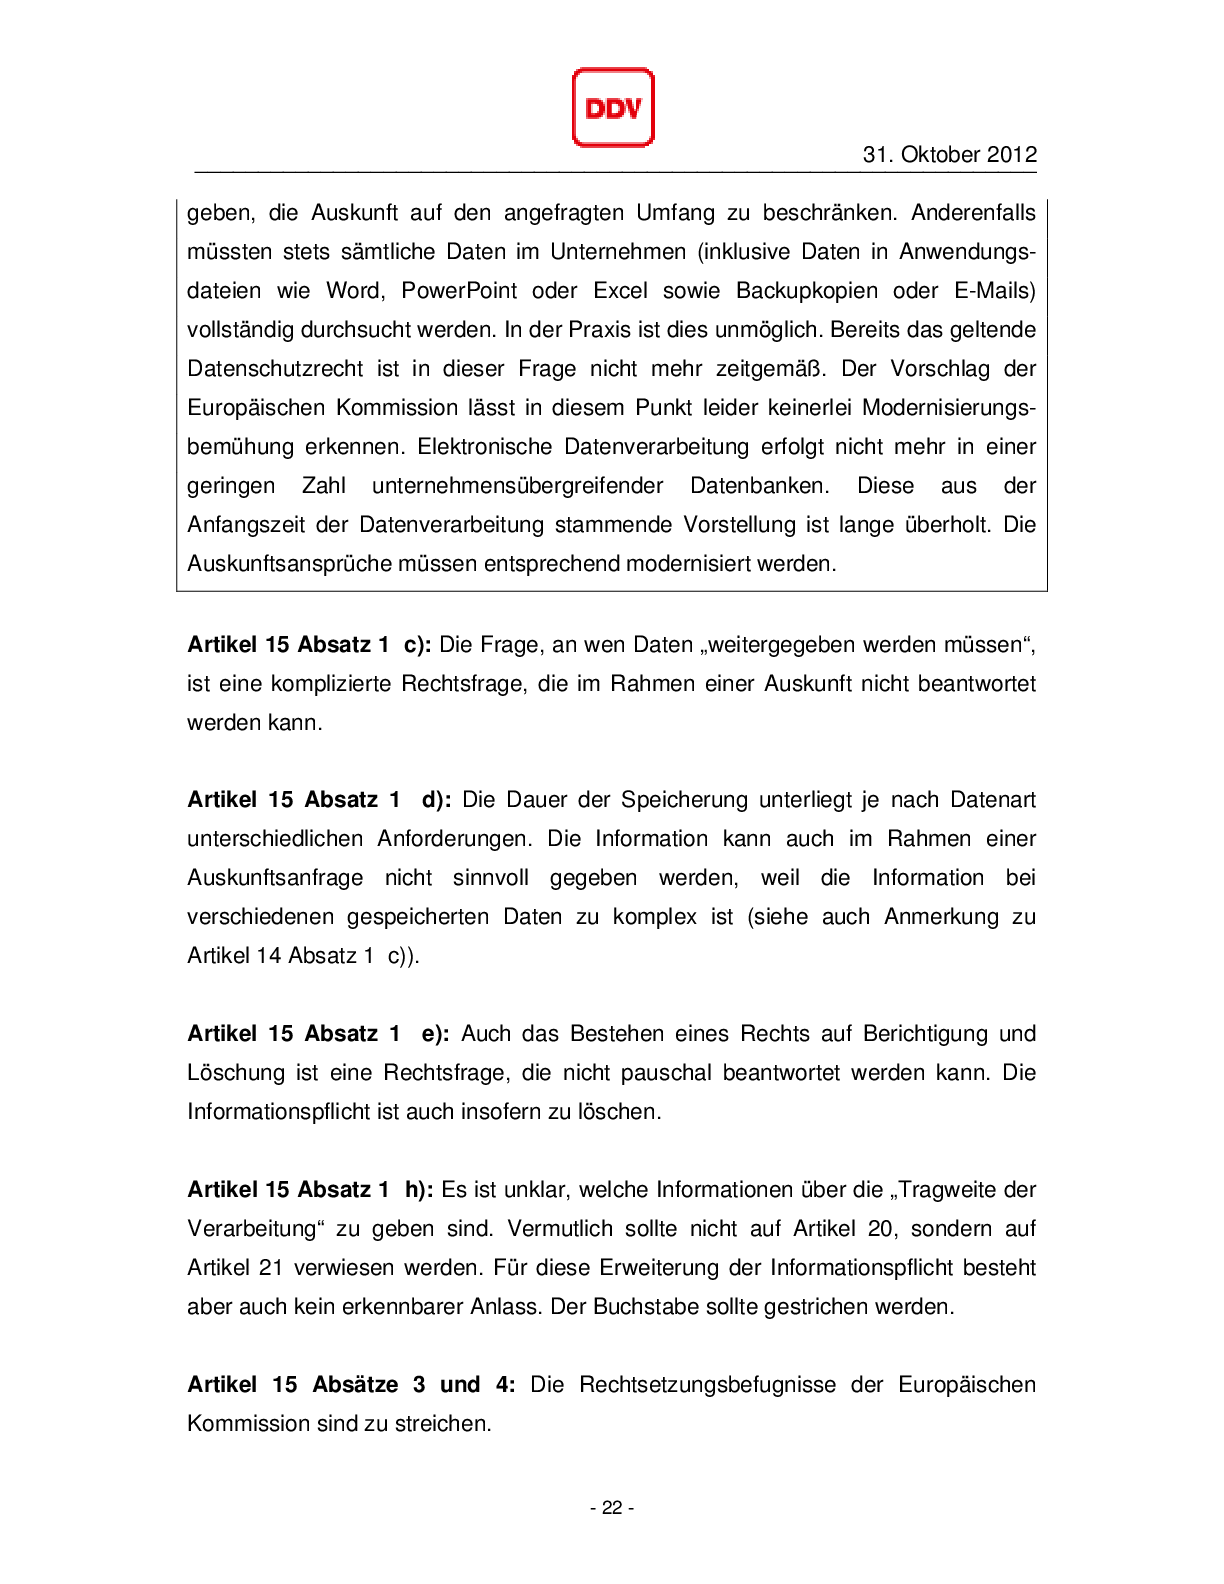 DDV
31. Oktober 2012
geben, die Auskunft auf den angefragten Umfang zu beschränken. Anderenfalls
müssten stets sämtliche Daten im Unternehmen (inklusive Daten in Anwendungs-
dateien wie Word, PowerPoint oder Excel sowie Backupkopien oder E-Mails)
vollständig durchsucht werden. In der Praxis ist dies unmöglich. Bereits das geltende
Datenschutzrecht ist in dieser Frage nicht mehr zeitgemäß. Der Vorschlag der
Europäischen Kommission lässt in diesem Punkt leider keinerlei Modernisierungs-
bemühung erkennen. Elektronische Datenverarbeitung erfolgt nicht mehr in einer
geringen Zahl unternehmensübergreifender Datenbanken. Diese aus der
Anfangszeit der Datenverarbeitung stammende Vorstellung ist lange überholt. Die
Auskunftsansprüche müssen entsprechend modernisiert werden.
Artikel 15 Absatz 1 c): Die Frage, an wen Daten „weitergegeben werden müssen“,
ist eine komplizierte Rechtsfrage, die im Rahmen einer Auskunft nicht beantwortet
werden kann.
Artikel 15 Absatz 1 d): Die Dauer der Speicherung unterliegt je nach Datenart
unterschiedlichen Anforderungen. Die Information kann auch im Rahmen einer
Auskunftsanfrage nicht sinnvoll gegeben werden, weil die Information bei
verschiedenen gespeicherten Daten zu komplex ist (siehe auch Anmerkung zu
Artikel 14 Absatz 1 c)).
Artikel 15 Absatz 1 e): Auch das Bestehen eines Rechts auf Berichtigung und
Löschung ist eine Rechtsfrage, die nicht pauschal beantwortet werden kann. Die
Informationspflicht ist auch insofern zu löschen.
Artikel 15 Absatz 1 h): Es ist unklar, welche Informationen über die „Tragweite der
Verarbeitung“ zu geben sind. Vermutlich sollte nicht auf Artikel 20, sondern auf
Artikel 21 verwiesen werden. Für diese Erweiterung der Informationspflicht besteht
aber auch kein erkennbarer Anlass. Der Buchstabe sollte gestrichen werden.
Artikel 15 Absätze 3 und 4: Die Rechtsetzungsbefugnisse der Europäischen
Kommission sind zu streichen.
- 22 -